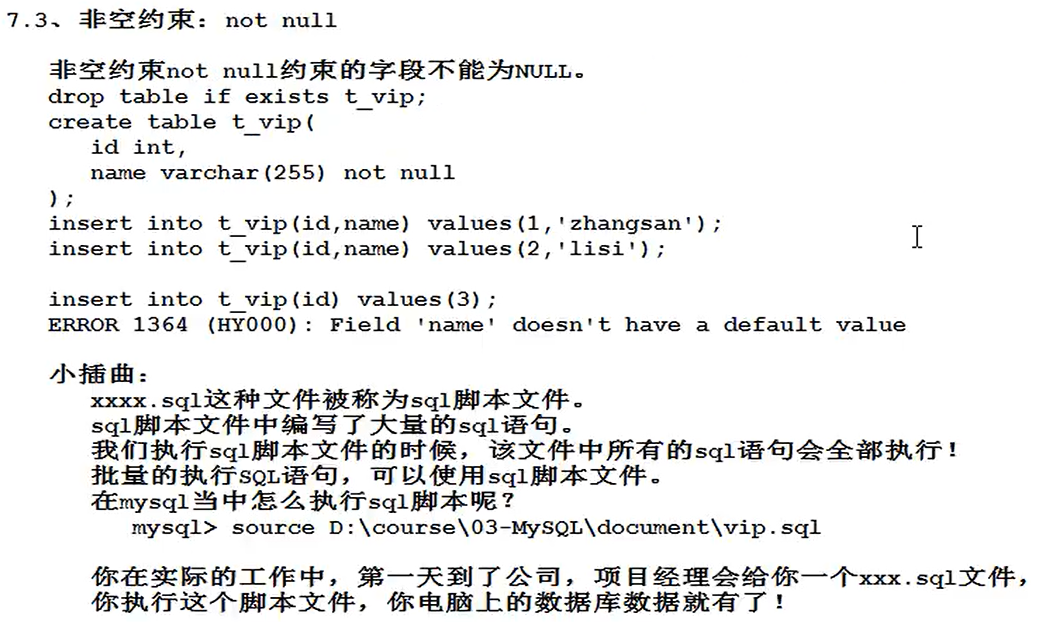 7.3、非空约束：not null
非空约束not null约束的字段不能为NULL。
drop table if exists t_vip;
create table t_vip(
id int,
name varchar(255) not null
);
insert into t_vip(id,name) values(1,'zhangsan');
insert into t_vip(id,name) values(2,'lisi');
insert into t_vip(id) values(3);
ERROR 1364 (HY000): Field 'name' doesn't have a default value
小插曲：
xxxx.sql这种文件被称为sql脚本文件。
sql脚本文件中编写了大量的sql语句。
我们执行sql脚本文件的时候，该文件中所有的sql语句会全部执行！
批量的执行SQL语句，可以使用sql脚本文件。
在mysql当中怎么执行sql脚本呢？
mysql> source D:\course\03-MySQL\document\vip.sql
你在实际的工作中，第一天到了公司，项目经理会给你一个xxx.sql文件，
你执行这个脚本文件，你电脑上的数据库数据就有了！